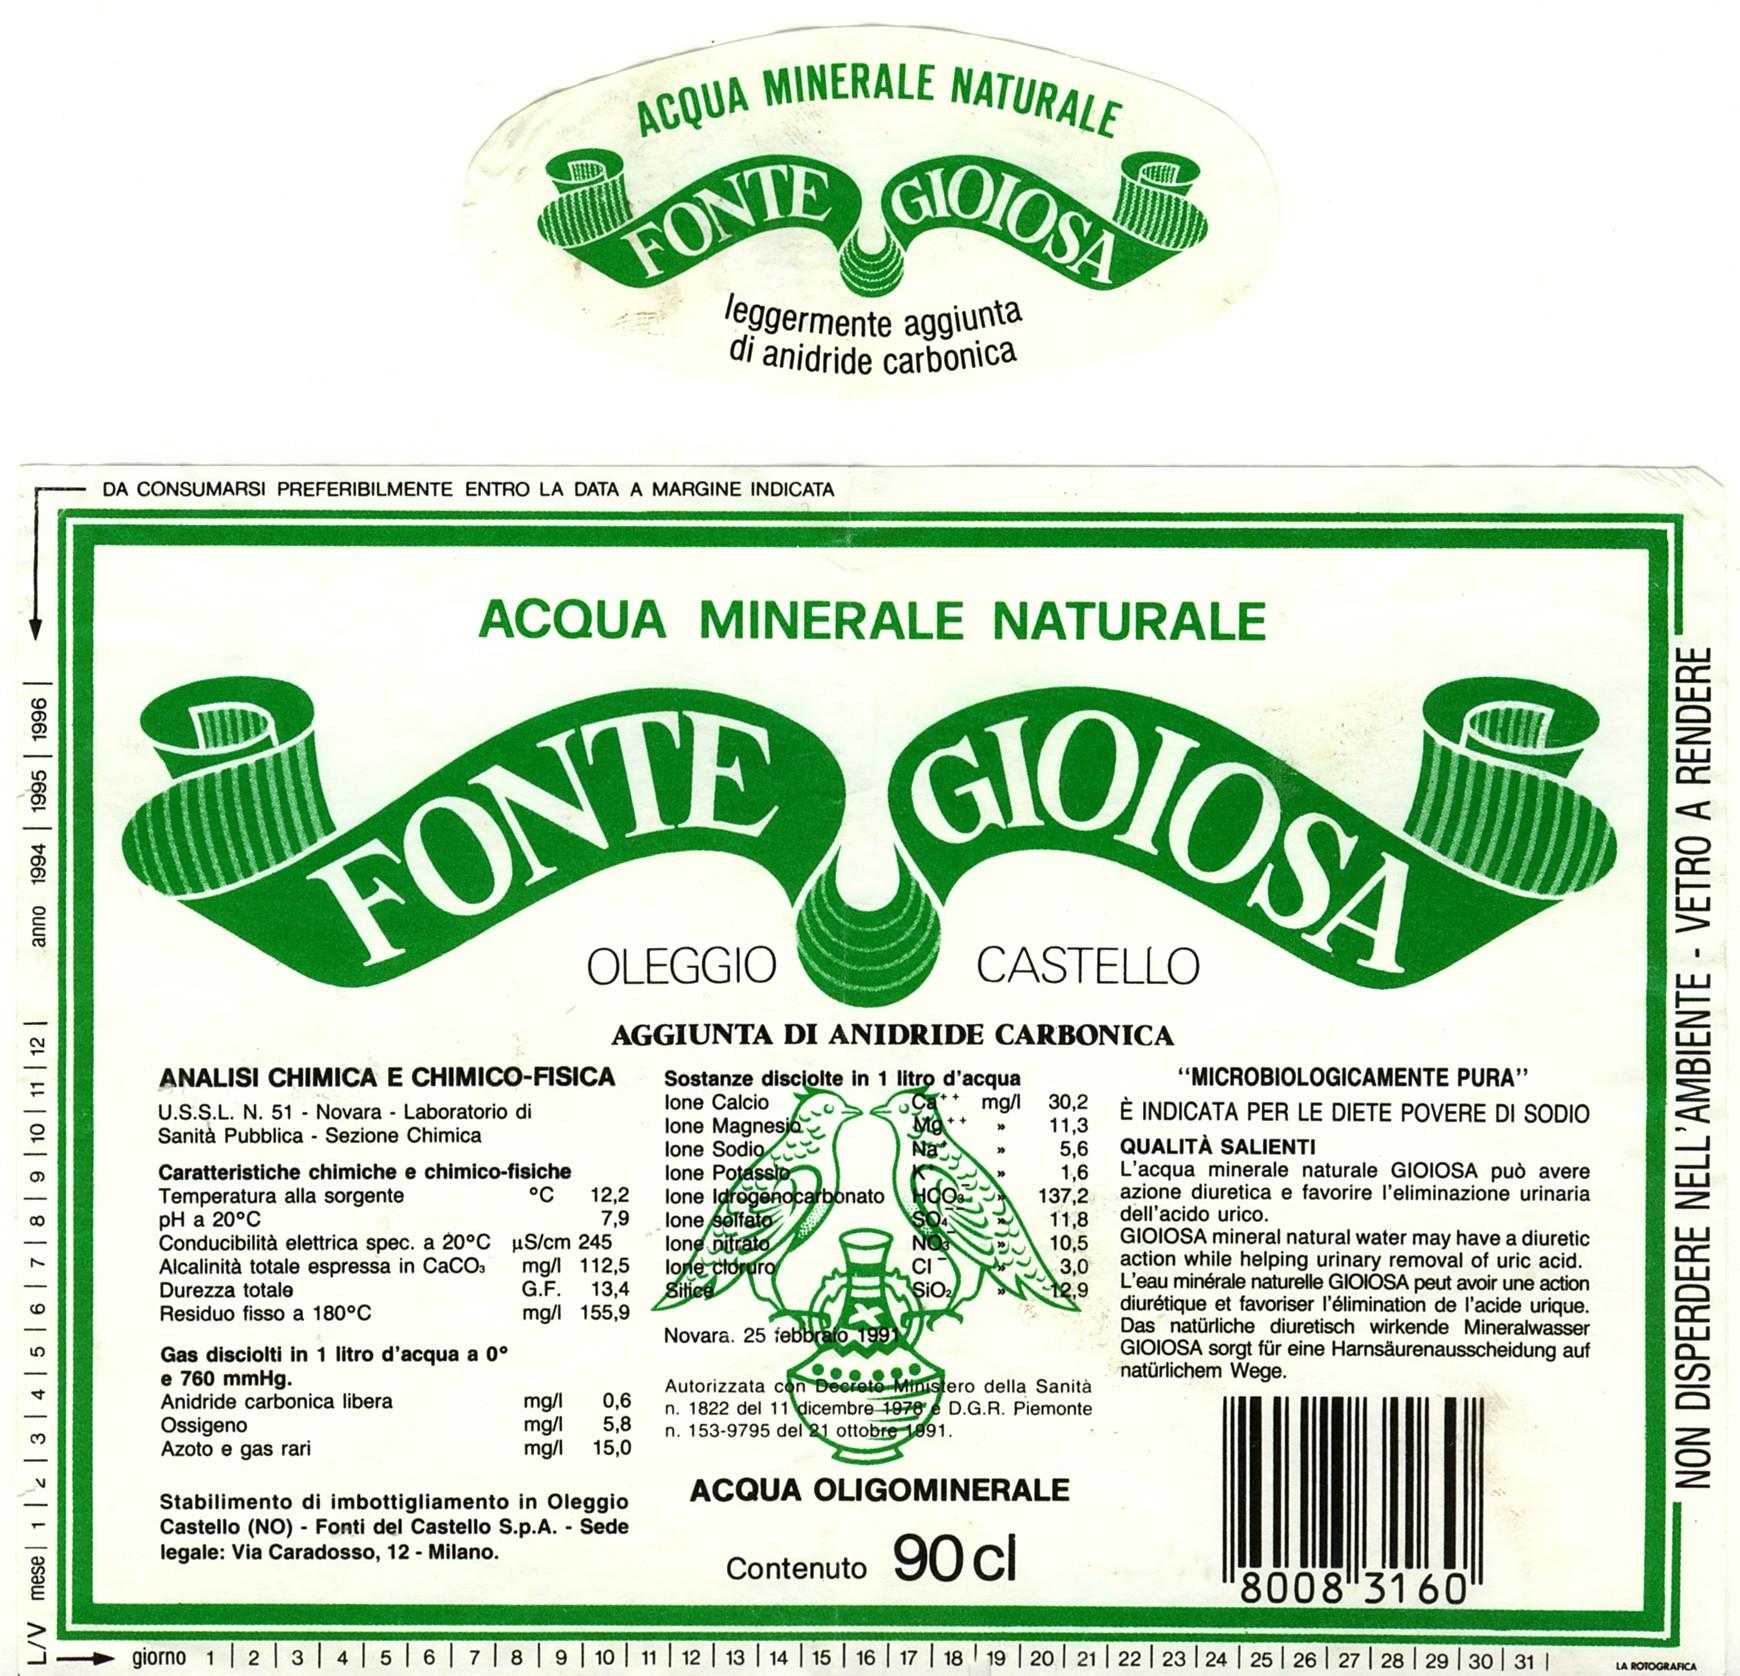 ACQUA MINERALE NATURALE
FONTE GIOIOSA
leggermente aggiunta
di anidride carbonica
DA CONSUMARSI PREFERIBILMENTE ENTRO LA DATA A MARGINE INDICATA
ACQUA MINERALE NATURALE
FONTE GIOIOSA
OLEGGIO CASTELLO
AGGIUNTA DI ANIDRIDE CARBONICA
ANALISI CHIMICA E CHIMICO-FISICA
U.S.S.L. N. 51 - Novara - Laboratorio di
Sanità Pubblica - Sezione Chimica
Caratteristiche chimiche e chimico-fisiche
Temperatura alla sorgente °C 12,2
pH a 20°C 7,9
Conducibilità elettrica spec. a 20°C µS/cm 245
Alcalinità totale espressa in CaCO₃ mg/l 112,5
Durezza totale G.F. 13,4
Residuo fisso a 180°C mg/l 155,9
Gas disciolti in 1 litro d'acqua a 0°
e 760 mmHg.
Anidride carbonica libera mg/l 0,6
Ossigeno mg/l 5,8
Azoto e gas rari mg/l 15,0
Stabilimento di imbottigliamento in Oleggio
Castello (NO) - Fonti del Castello S.p.A. - Sede
legale: Via Caradosso, 12 - Milano.
Sostanze disciolte in 1 litro d'acqua
Ione Calcio Ca⁺⁺ mg/l 30,2
Ione Magnesio Mg⁺⁺ » 11,3
Ione Sodio Na⁺ » 5,6
Ione Potassio K⁺ » 1,6
Ione Idrogenocarbonato HCO₃⁻ » 137,2
Ione solfato SO₄⁻⁻ » 11,8
Ione nitrato NO₃⁻ » 10,5
Ione cloruro Cl⁻ » 3,0
Silice SiO₂ » 12,9
Novara. 25 febbraio 1991
Autorizzata con Decreto Ministero della Sanità
n. 1822 del 11 dicembre 1978 e D.G.R. Piemonte
n. 153-9795 del 21 ottobre 1991.
ACQUA OLIGOMINERALE
Contenuto 90 cl
"MICROBIOLOGICAMENTE PURA"
È INDICATA PER LE DIETE POVERE DI SODIO
QUALITÀ SALIENTI
L'acqua minerale naturale GIOIOSA può avere
azione diuretica e favorire l'eliminazione urinaria
dell'acido urico.
GIOIOSA mineral natural water may have a diuretic
action while helping urinary removal of uric acid.
L'eau minérale naturelle GIOIOSA peut avoir une action
diurétique et favoriser l'élimination de l'acide urique.
Das natürliche diuretisch wirkende Mineralwasser
GIOIOSA sorgt für eine Harnsäurenausscheidung auf
natürlichem Wege.
8008 3160
NON DISPERDERE NELL'AMBIENTE - VETRO A RENDERE
L/V mese | 1 | 2 | 3 | 4 | 5 | 6 | 7 | 8 | 9 | 10 | 11 | 12 | anno 1994 | 1995 | 1996 |
giorno 1 | 2 | 3 | 4 | 5 | 6 | 7 | 8 | 9 | 10 | 11 | 12 | 13 | 14 | 15 | 16 | 17 | 18 | 19 | 20 | 21 | 22 | 23 | 24 | 25 | 26 | 27 | 28 | 29 | 30 | 31 |
LA ROTOGRAFICA